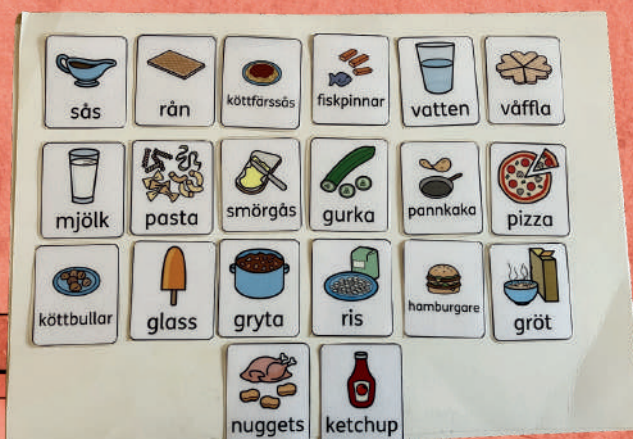 sås
rån
köttfärssås
fiskpinnar
vatten
våffla
mjölk
pasta
smörgås
gurka
pannkaka
pizza
köttbullar
glass
gryta
ris
hamburgare
gröt
nuggets
ketchup